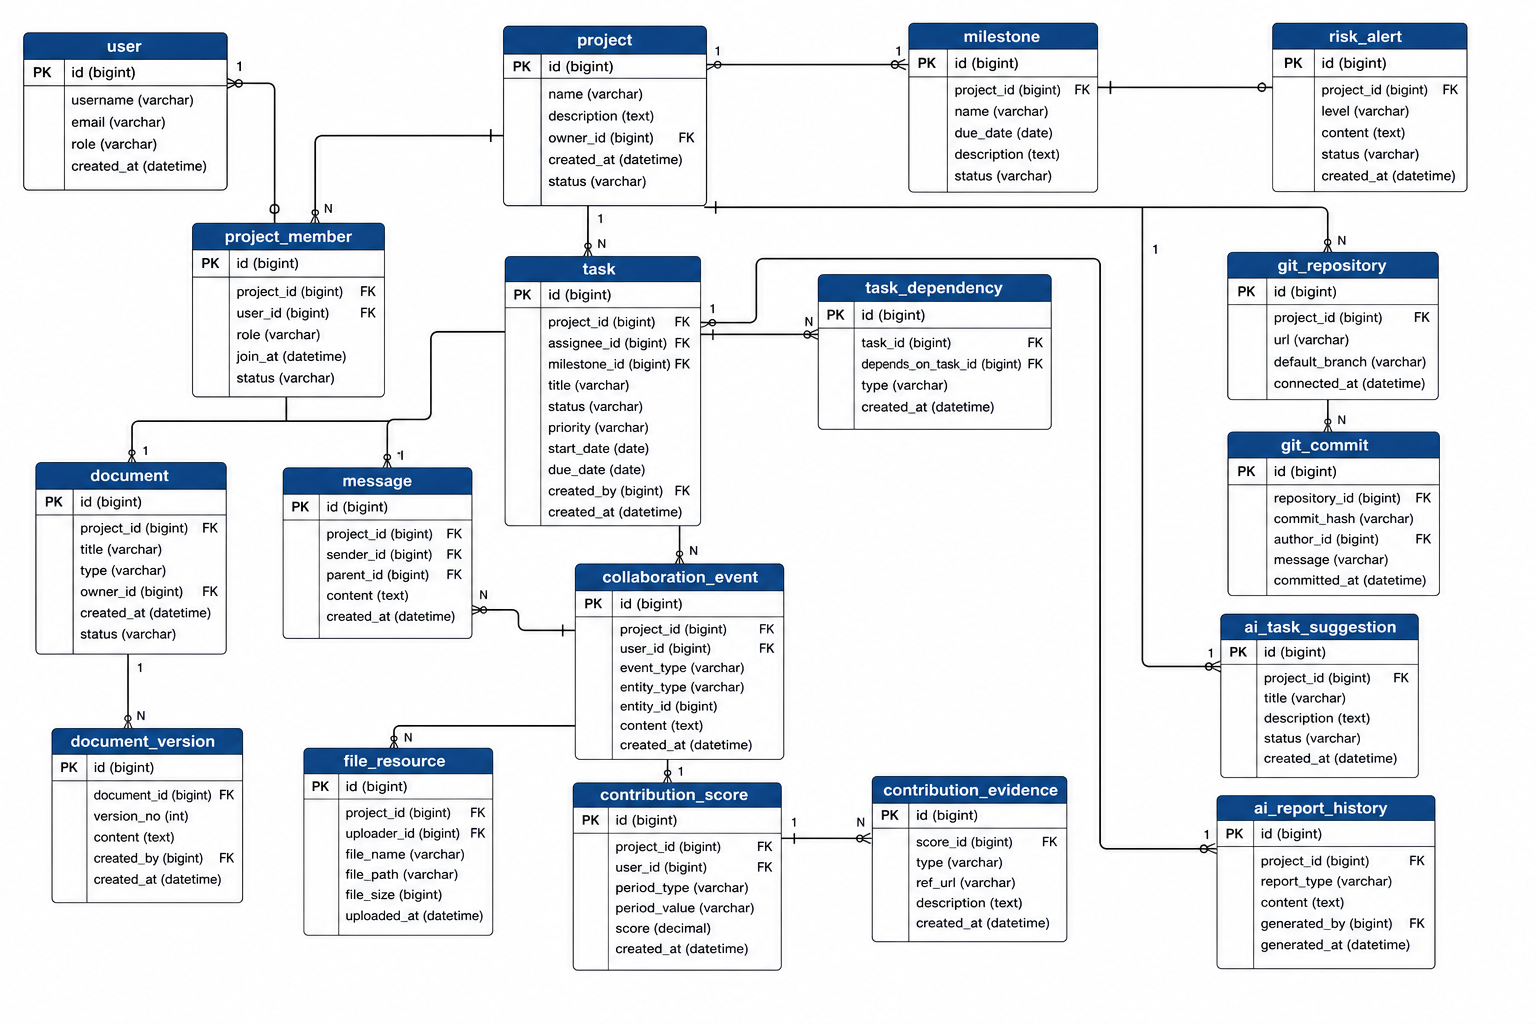 user
PK id (bigint)
username (varchar)
email (varchar)
role (varchar)
created_at (datetime)
1
project
PK id (bigint)
name (varchar)
description (text)
owner_id (bigint) FK
created_at (datetime)
status (varchar)
1
1
milestone
PK id (bigint)
project_id (bigint) FK
name (varchar)
due_date (date)
description (text)
status (varchar)
risk_alert
PK id (bigint)
project_id (bigint) FK
level (varchar)
content (text)
status (varchar)
created_at (datetime)
N
project_member
PK id (bigint)
project_id (bigint) FK
user_id (bigint) FK
role (varchar)
join_at (datetime)
status (varchar)
1
N
task
PK id (bigint)
project_id (bigint) FK
assignee_id (bigint) FK
milestone_id (bigint) FK
title (varchar)
status (varchar)
priority (varchar)
start_date (date)
due_date (date)
created_by (bigint) FK
created_at (datetime)
1
N
task_dependency
PK id (bigint)
task_id (bigint) FK
depends_on_task_id (bigint) FK
type (varchar)
created_at (datetime)
1
N
git_repository
PK id (bigint)
project_id (bigint) FK
url (varchar)
default_branch (varchar)
connected_at (datetime)
N
git_commit
PK id (bigint)
repository_id (bigint) FK
commit_hash (varchar)
author_id (bigint) FK
message (varchar)
committed_at (datetime)
1
document
PK id (bigint)
project_id (bigint) FK
title (varchar)
type (varchar)
owner_id (bigint) FK
created_at (datetime)
status (varchar)
1
message
PK id (bigint)
project_id (bigint) FK
sender_id (bigint) FK
parent_id (bigint) FK
content (text)
created_at (datetime)
N
N
collaboration_event
PK id (bigint)
project_id (bigint) FK
user_id (bigint) FK
event_type (varchar)
entity_type (varchar)
entity_id (bigint)
content (text)
created_at (datetime)
1
ai_task_suggestion
PK id (bigint)
project_id (bigint) FK
title (varchar)
description (text)
status (varchar)
created_at (datetime)
1
N
document_version
PK id (bigint)
document_id (bigint) FK
version_no (int)
content (text)
created_by (bigint) FK
created_at (datetime)
N
file_resource
PK id (bigint)
project_id (bigint) FK
uploader_id (bigint) FK
file_name (varchar)
file_path (varchar)
file_size (bigint)
uploaded_at (datetime)
1
contribution_score
PK id (bigint)
project_id (bigint) FK
user_id (bigint) FK
period_type (varchar)
period_value (varchar)
score (decimal)
created_at (datetime)
1
N
contribution_evidence
PK id (bigint)
score_id (bigint) FK
type (varchar)
ref_url (varchar)
description (text)
created_at (datetime)
1
ai_report_history
PK id (bigint)
project_id (bigint) FK
report_type (varchar)
content (text)
generated_by (bigint) FK
generated_at (datetime)